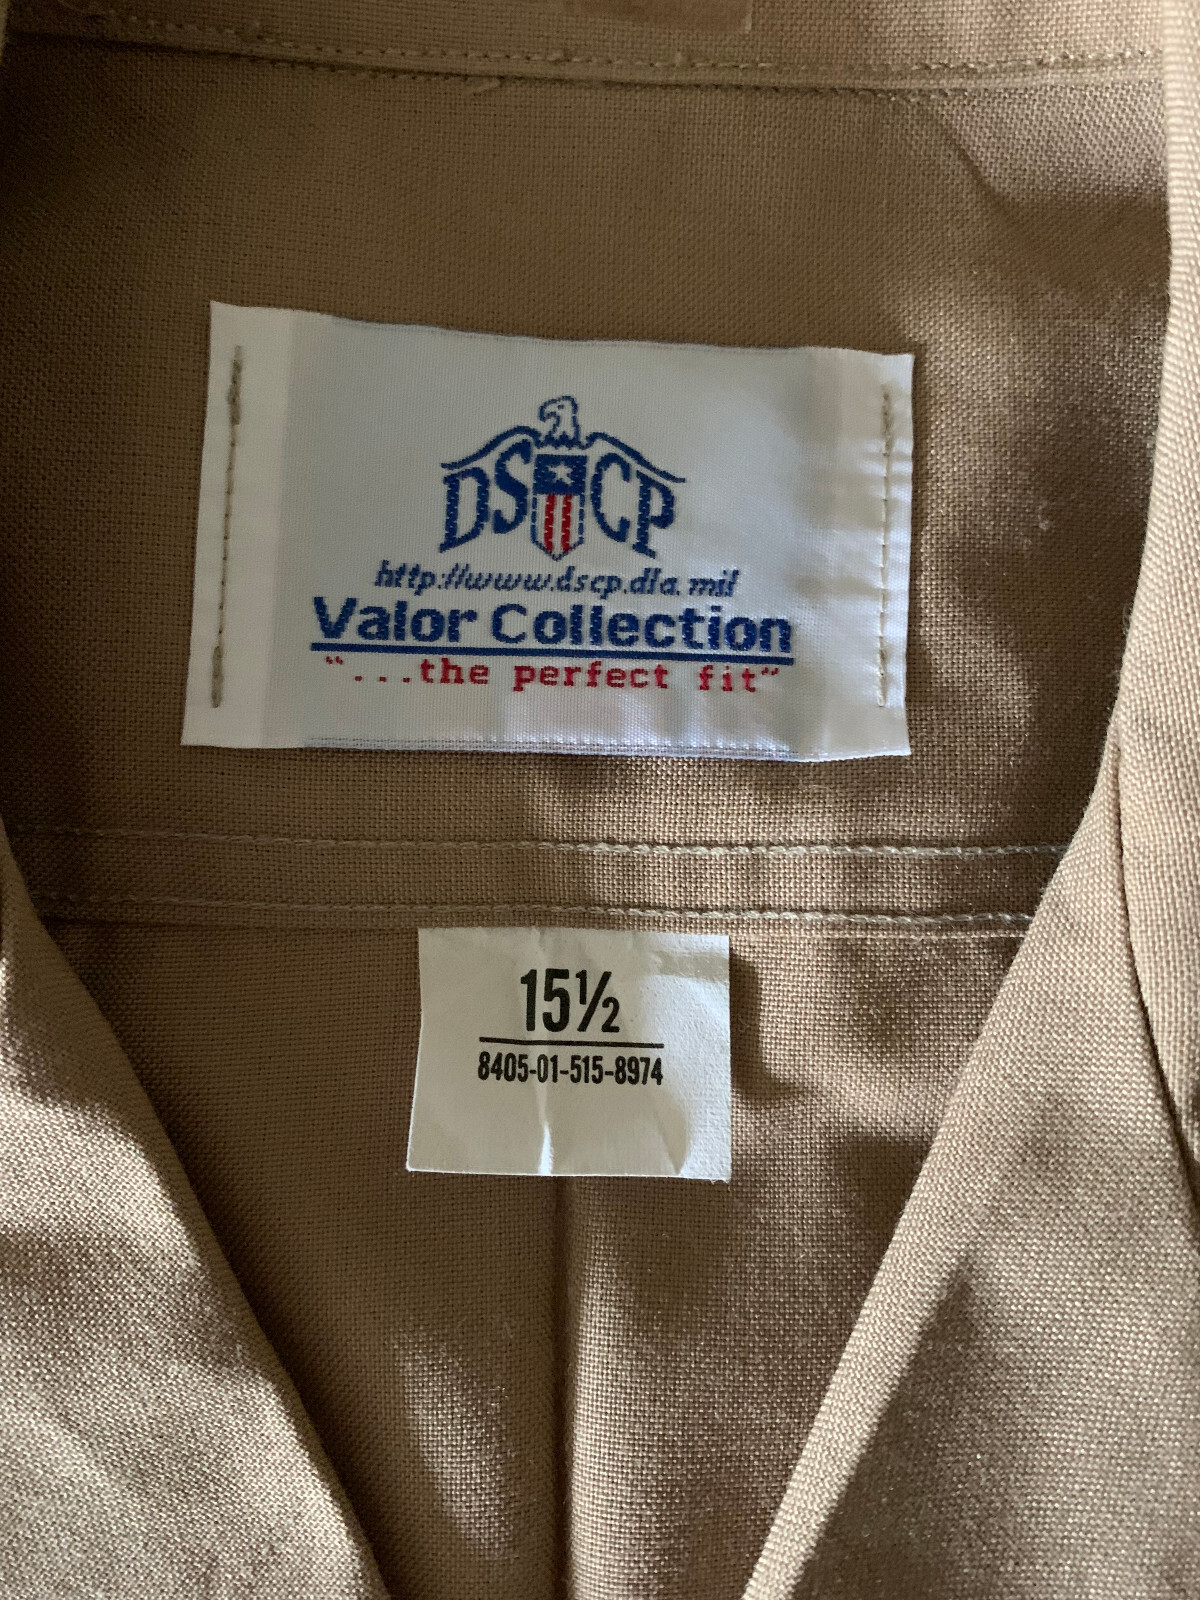 DSCP
http://www.dscp.dla.mil
Valor Collection
"...the perfect fit"
15½
8405-01-515-8974